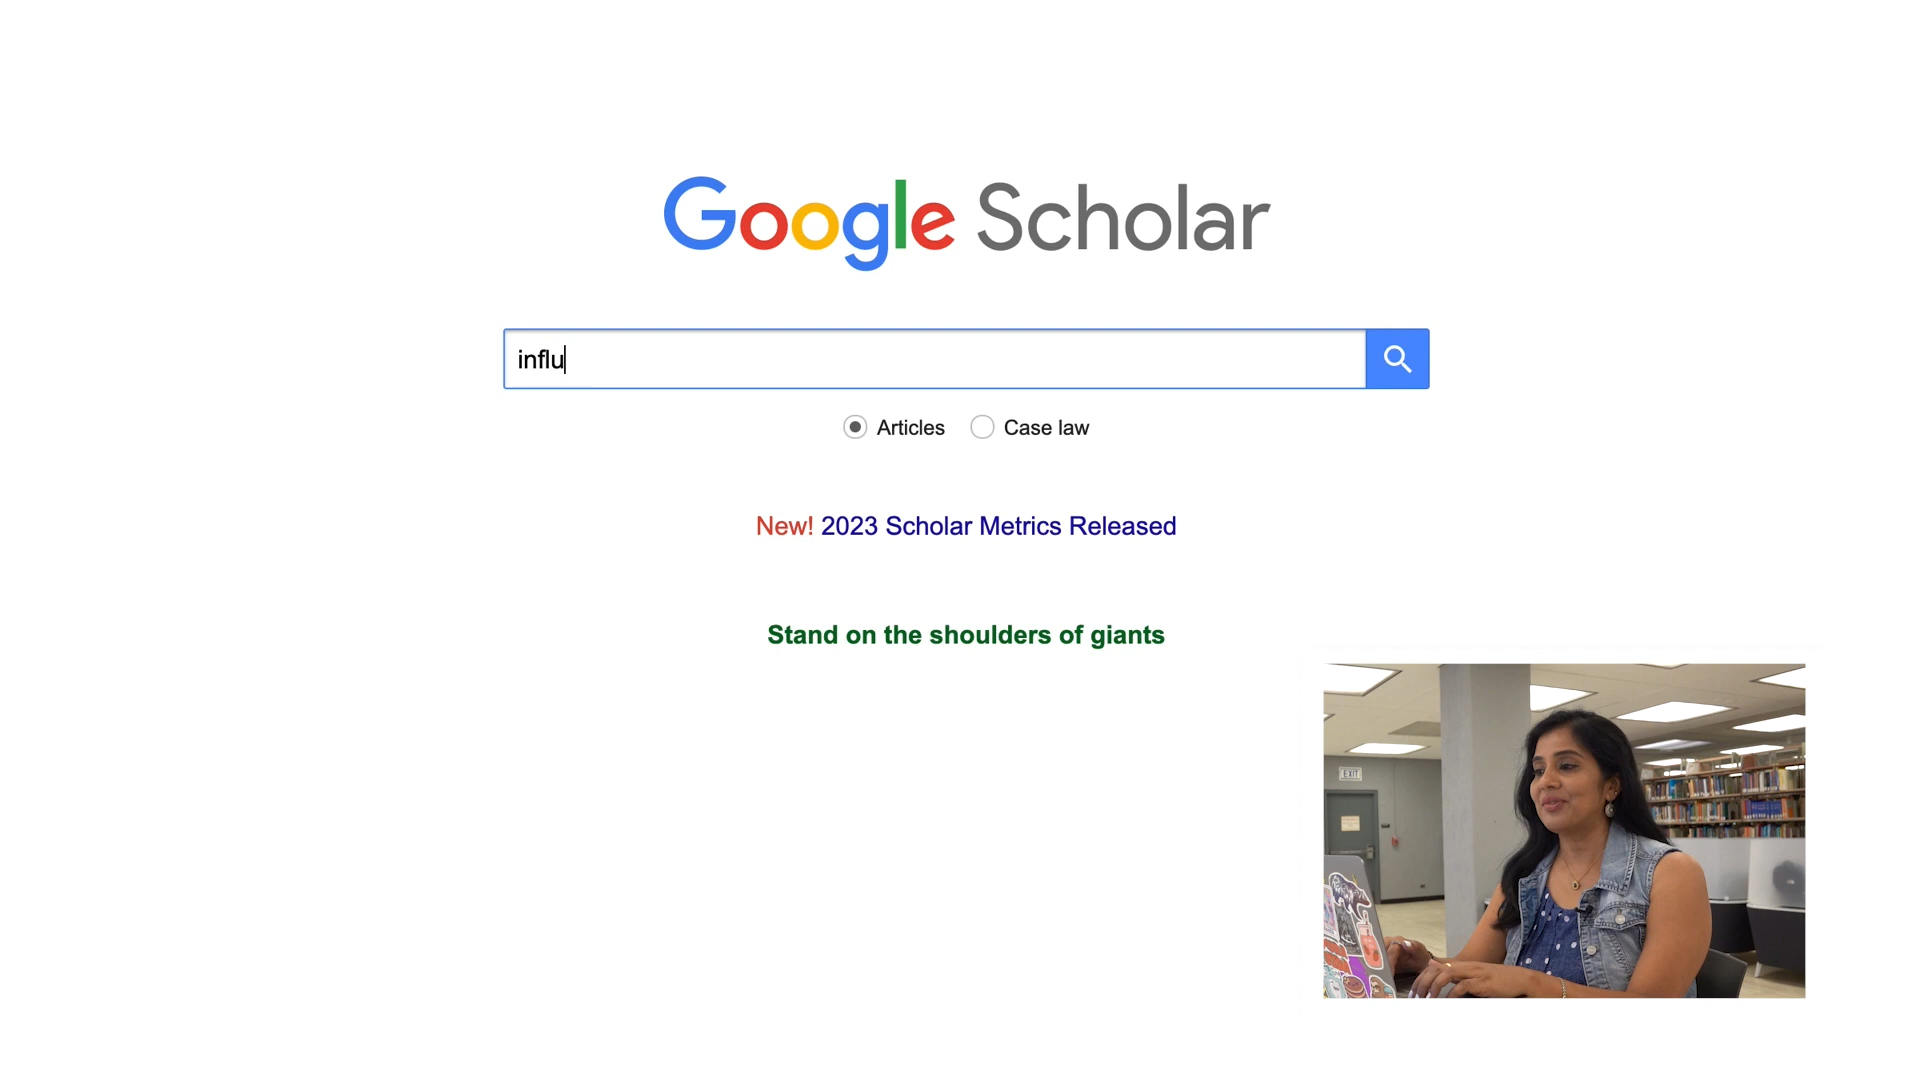 Google Scholar
influ
Articles Case law
New! 2023 Scholar Metrics Released
Stand on the shoulders of giants
EXIT